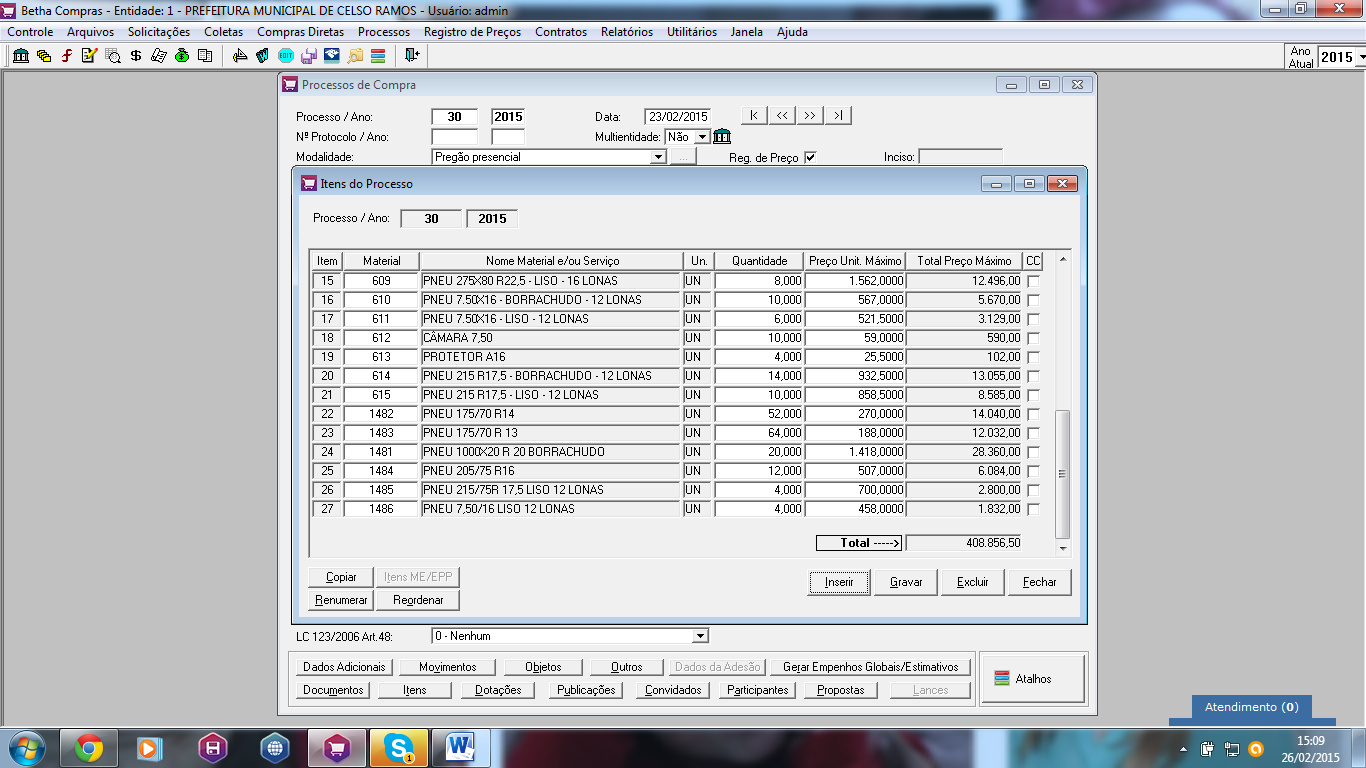 Betha Compras - Entidade: 1 - PREFEITURA MUNICIPAL DE CELSO RAMOS - Usuário: admin
Controle Arquivos Solicitações Coletas Compras Diretas Processos Registro de Preços Contratos Relatórios Utilitários Janela Ajuda
Ano Atual 2015
Processos de Compra
Processo / Ano: 30 2015 Data: 23/02/2015 |< << >> >|
Nº Protocolo / Ano: Multientidade: Não
Modalidade: Pregão presencial ... Reg. de Preço Inciso:
Itens do Processo
Processo / Ano: 30 2015
Item Material Nome Material e/ou Serviço Un. Quantidade Preço Unit. Máximo Total Preço Máximo CC
15 609 PNEU 275X80 R22,5 - LISO - 16 LONAS UN 8,000 1.562,0000 12.496,00
16 610 PNEU 7.50X16 - BORRACHUDO - 12 LONAS UN 10,000 567,0000 5.670,00
17 611 PNEU 7.50X16 - LISO - 12 LONAS UN 6,000 521,5000 3.129,00
18 612 CÂMARA 7,50 UN 10,000 59,0000 590,00
19 613 PROTETOR A16 UN 4,000 25,5000 102,00
20 614 PNEU 215 R17,5 - BORRACHUDO - 12 LONAS UN 14,000 932,5000 13.055,00
21 615 PNEU 215 R17,5 - LISO - 12 LONAS UN 10,000 858,5000 8.585,00
22 1482 PNEU 175/70 R14 UN 52,000 270,0000 14.040,00
23 1483 PNEU 175/70 R 13 UN 64,000 188,0000 12.032,00
24 1481 PNEU 1000X20 R 20 BORRACHUDO UN 20,000 1.418,0000 28.360,00
25 1484 PNEU 205/75 R16 UN 12,000 507,0000 6.084,00
26 1485 PNEU 215/75R 17,5 LISO 12 LONAS UN 4,000 700,0000 2.800,00
27 1486 PNEU 7,50/16 LISO 12 LONAS UN 4,000 458,0000 1.832,00
Total -----> 408.856,50
Copiar Itens ME/EPP Inserir Gravar Excluir Fechar
Renumerar Reordenar
LC 123/2006 Art.48: 0 - Nenhum
Dados Adicionais Movimentos Objetos Outros Dados da Adesão Gerar Empenhos Globais/Estimativos
Documentos Itens Dotações Publicações Convidados Participantes Propostas Lances
Atalhos
Atendimento (0)
1
15:09
26/02/2015